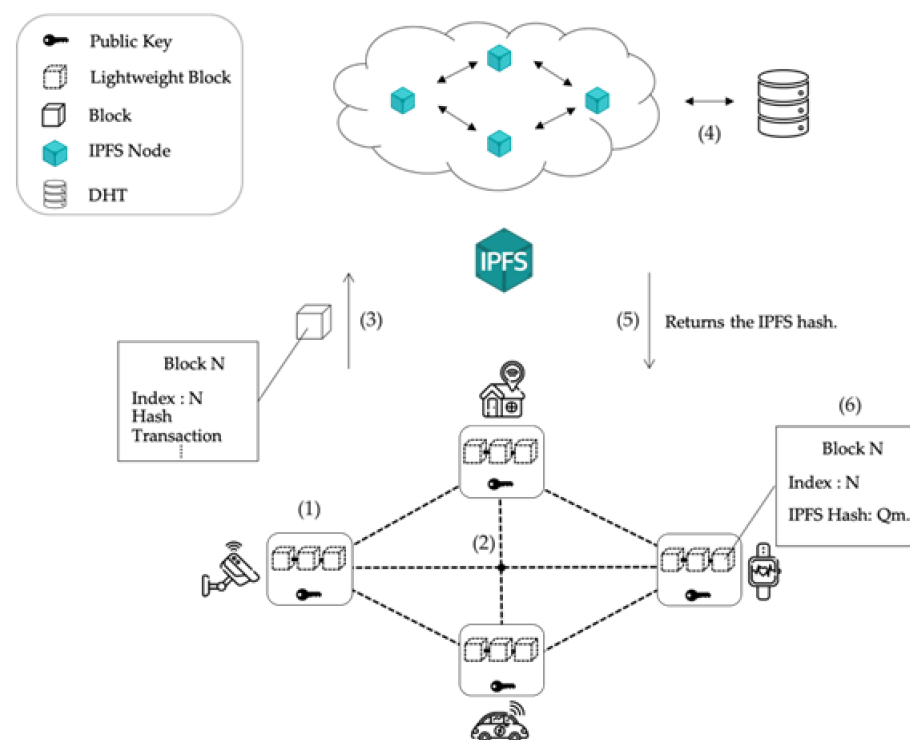 Public Key
Lightweight Block
Block
IPFS Node
DHT
(4)
IPFS
(3)
(5)
Returns the IPFS hash.
Block N
Index : N
Hash
Transaction
(6)
Block N
Index : N
IPFS Hash: Qm.
(1)
(2)